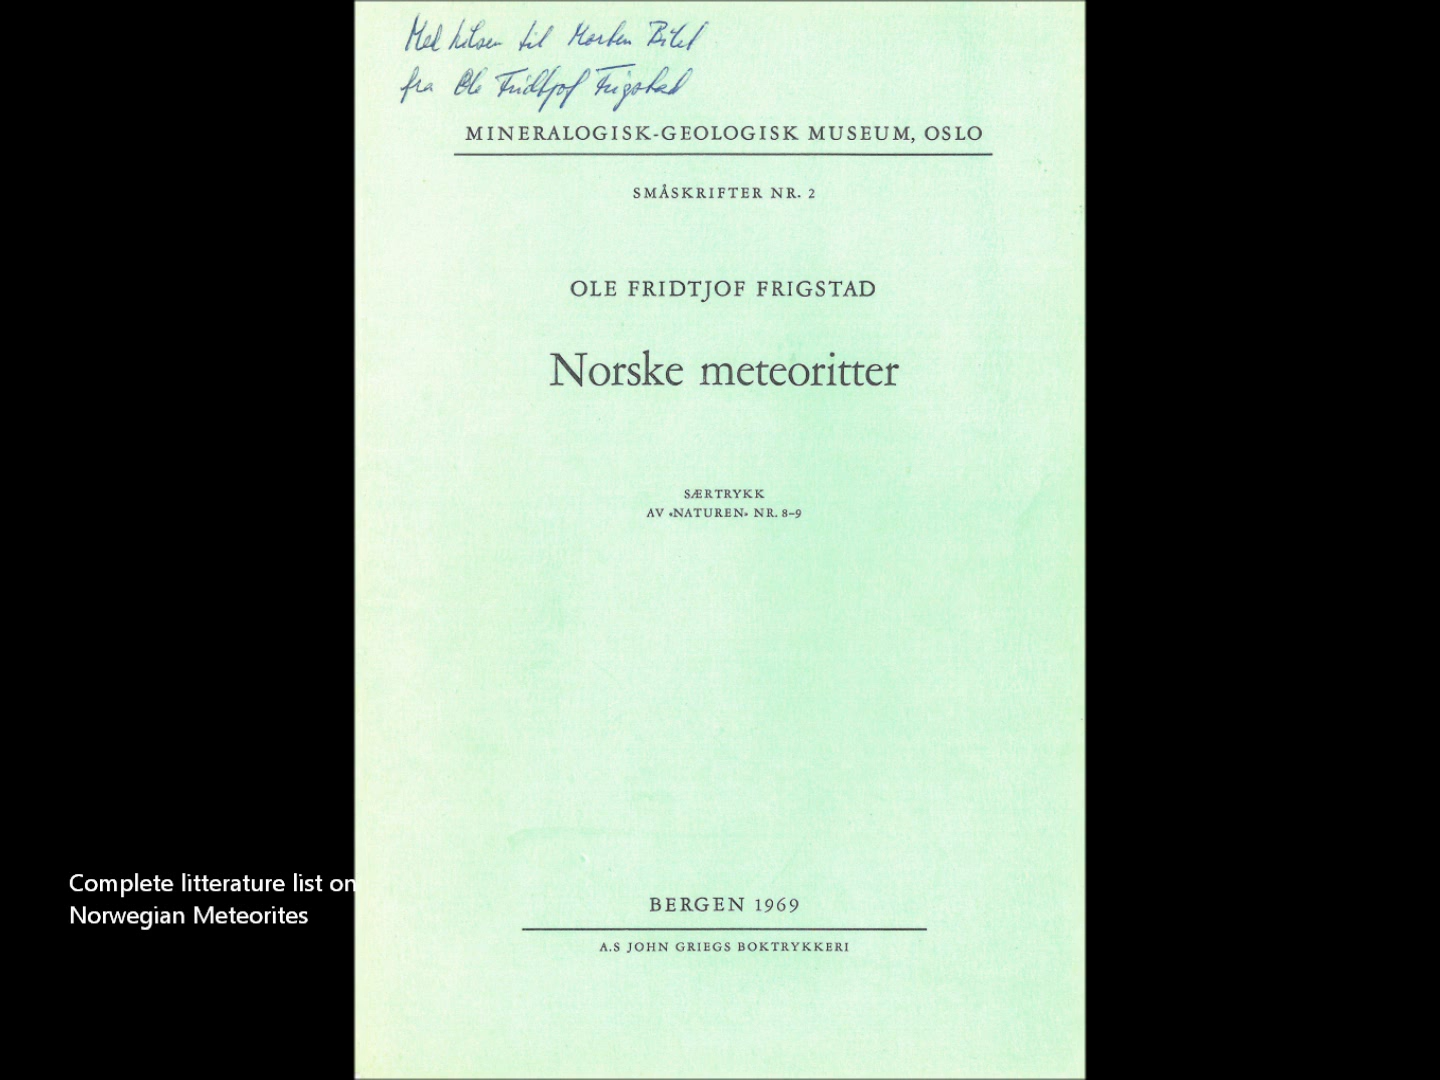 Med hilsen til Morten Bilet
fra Ole Fridtjof Frigstad
MINERALOGISK-GEOLOGISK MUSEUM, OSLO
SMÅSKRIFTER NR. 2
OLE FRIDTJOF FRIGSTAD
Norske meteoritter
SÆRTRYKK
AV «NATUREN» NR. 8–9
Complete litterature list on
Norwegian Meteorites
BERGEN 1969
A.S JOHN GRIEGS BOKTRYKKERI